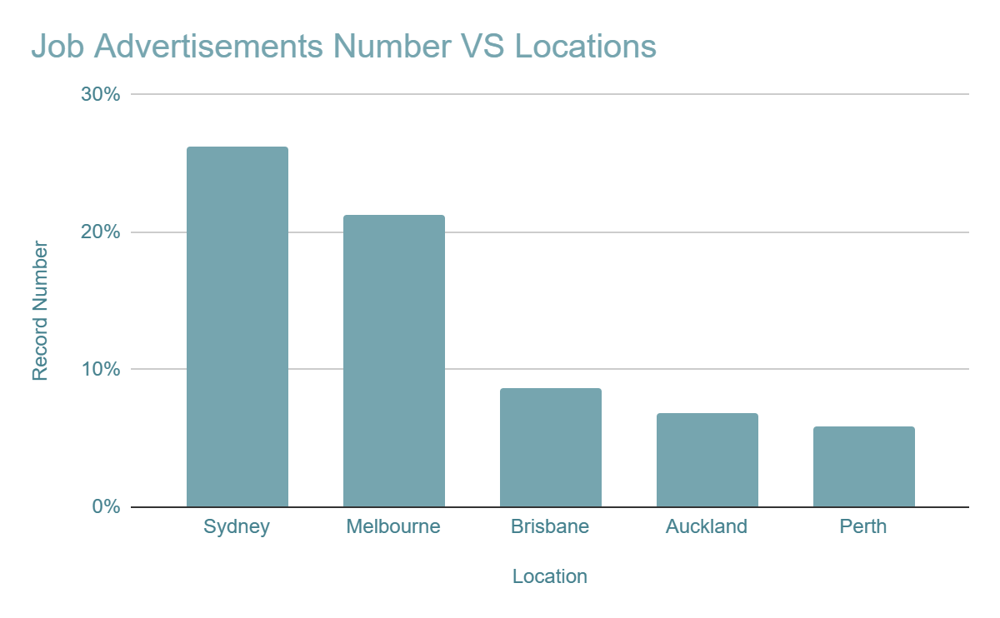 Job Advertisements Number VS Locations
30%
20%
10%
0%
Record Number
Sydney Melbourne Brisbane Auckland Perth
Location